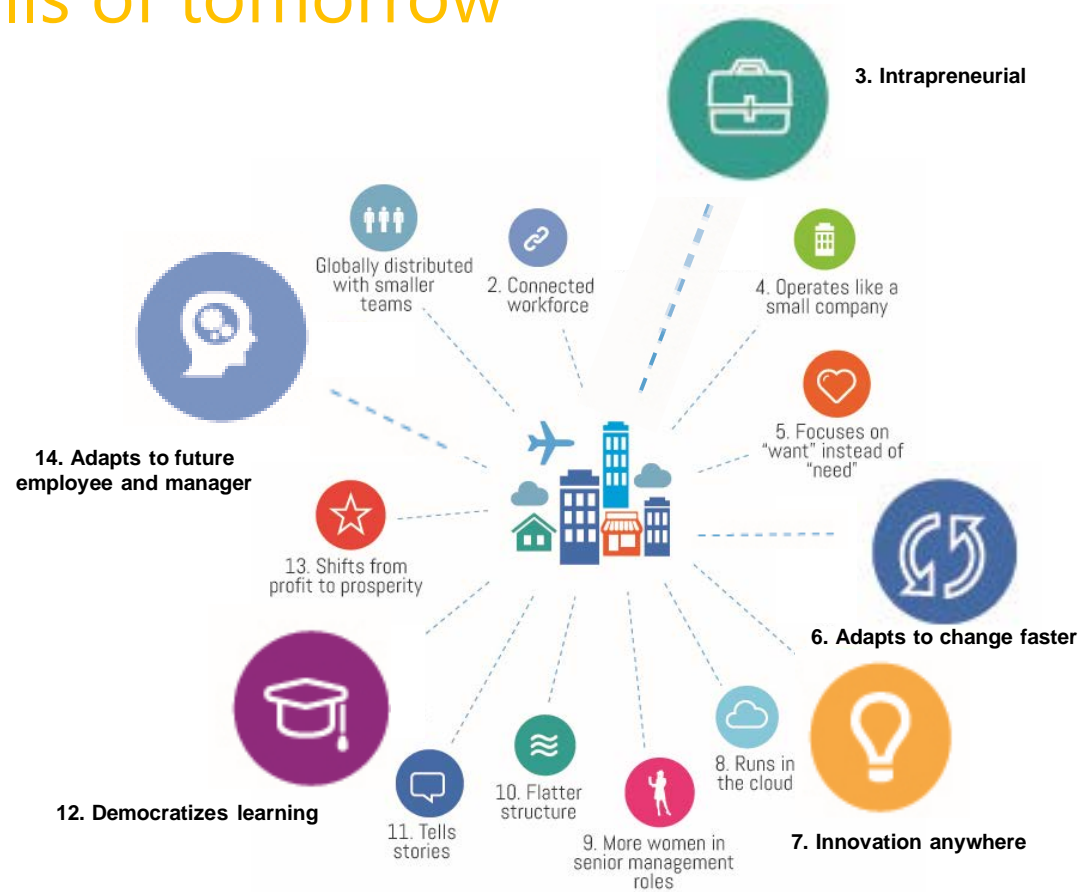 lls of tomorrow
3. Intrapreneurial
Globally distributed
with smaller
teams
2. Connected
workforce
4. Operates like a
small company
5. Focuses on
"want" instead of
"need"
14. Adapts to future
employee and manager
13. Shifts from
profit to prosperity
6. Adapts to change faster
12. Democratizes learning
11. Tells
stories
10. Flatter
structure
9. More women in
senior management
roles
8. Runs in
the cloud
7. Innovation anywhere